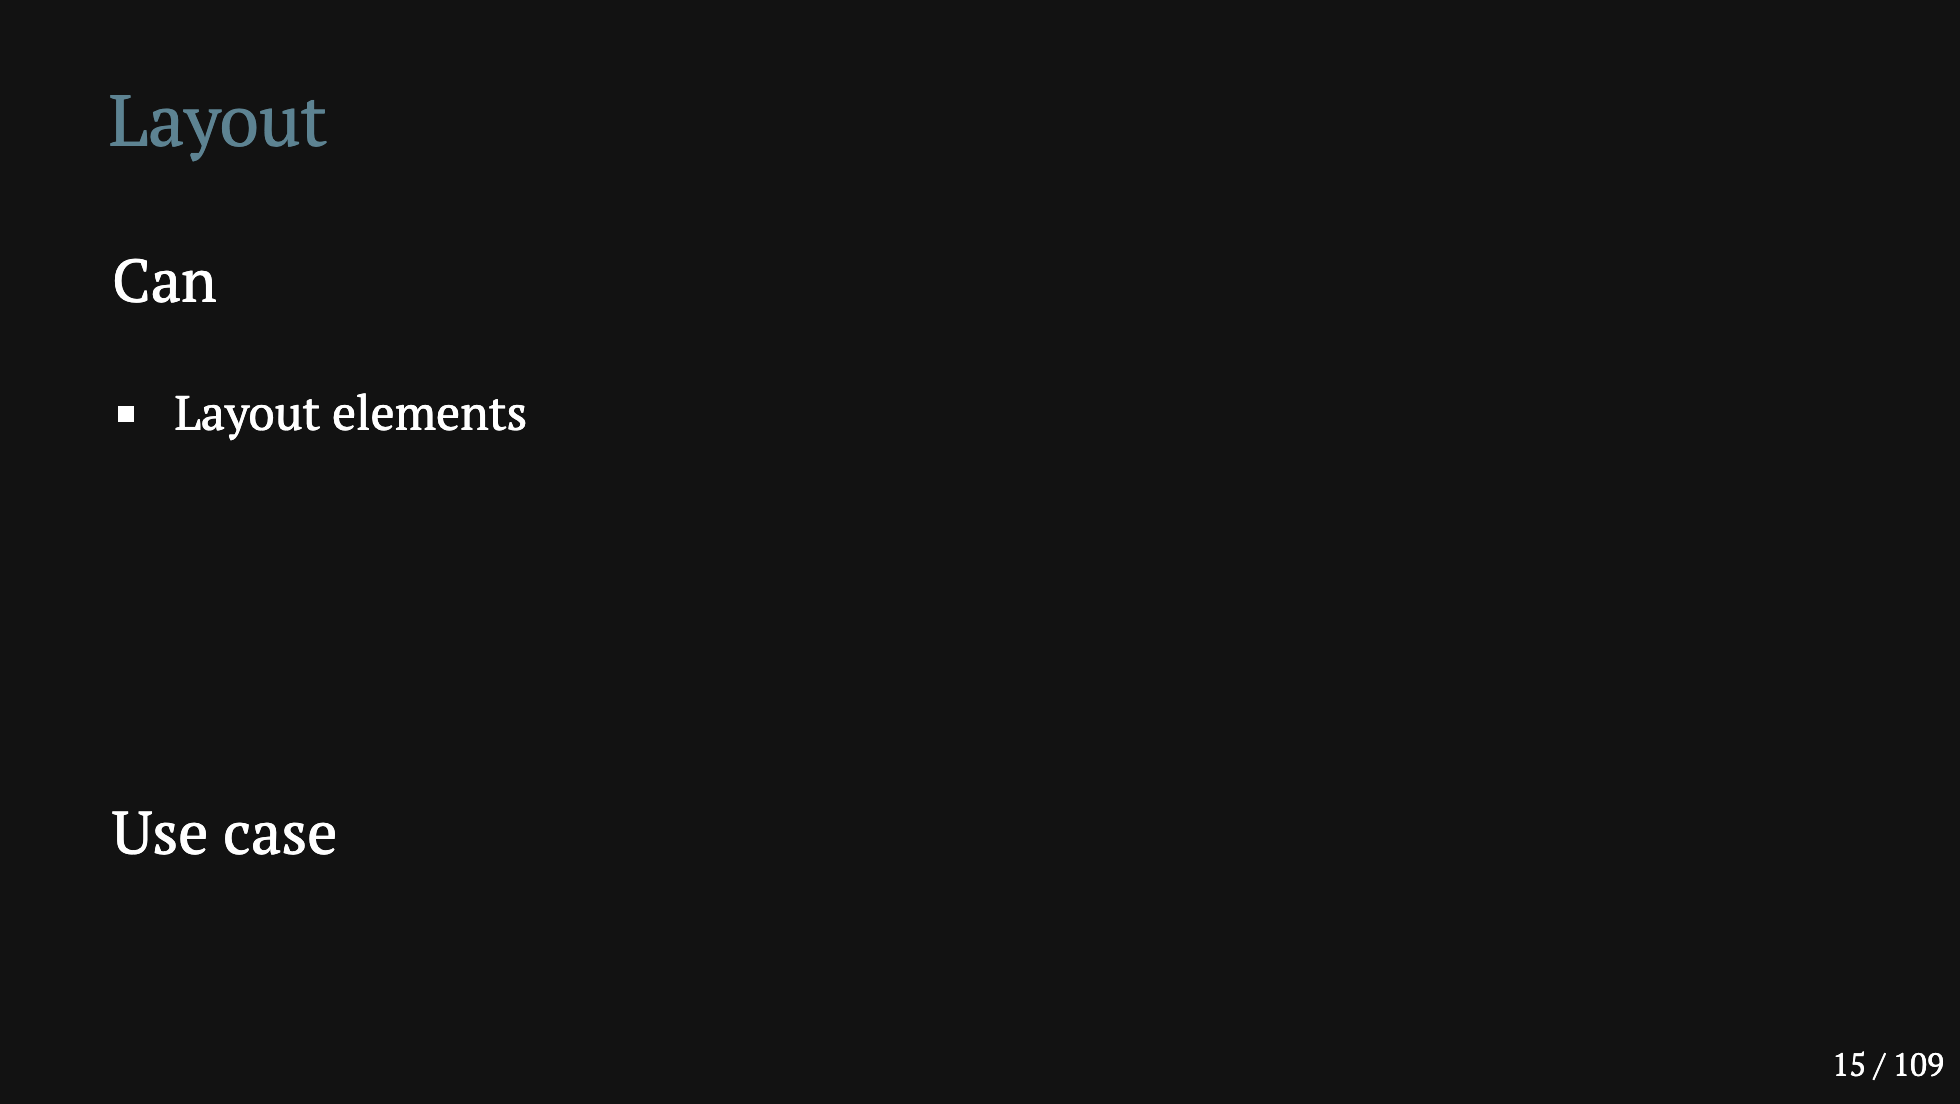 Layout
Can
▪ Layout elements
Use case
15 / 109